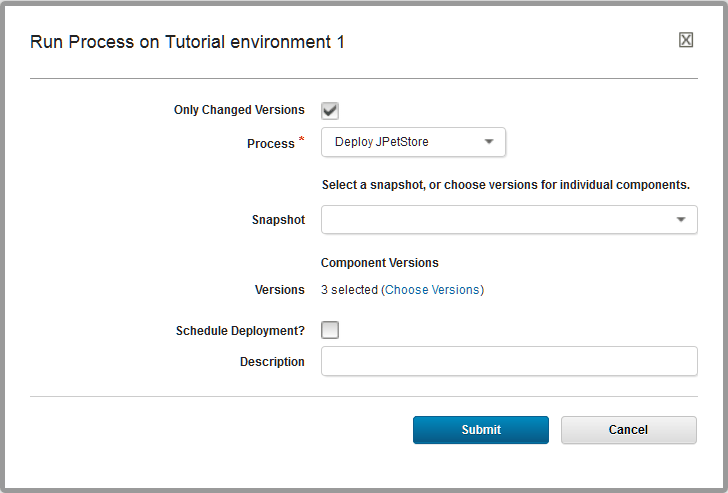 Run Process on Tutorial environment 1
Only Changed Versions
Process * Deploy JPetStore
Select a snapshot, or choose versions for individual components.
Snapshot
Component Versions
Versions 3 selected (Choose Versions)
Schedule Deployment?
Description
Submit Cancel